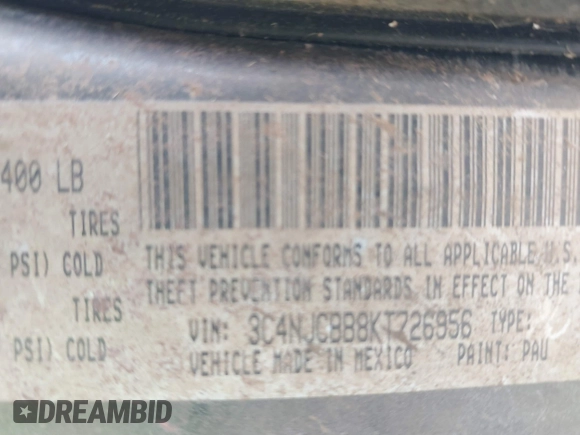 400 LB
TIRES
PSI) COLD
TIRES
PSI) COLD
THIS VEHICLE CONFORMS TO ALL APPLICABLE U.S.
THEFT PREVENTION STANDARDS IN EFFECT ON THE
VIN: 3C4NJCBB8KT726956 TYPE:
VEHICLE MADE IN MEXICO PAINT: PAU
DREAMBID